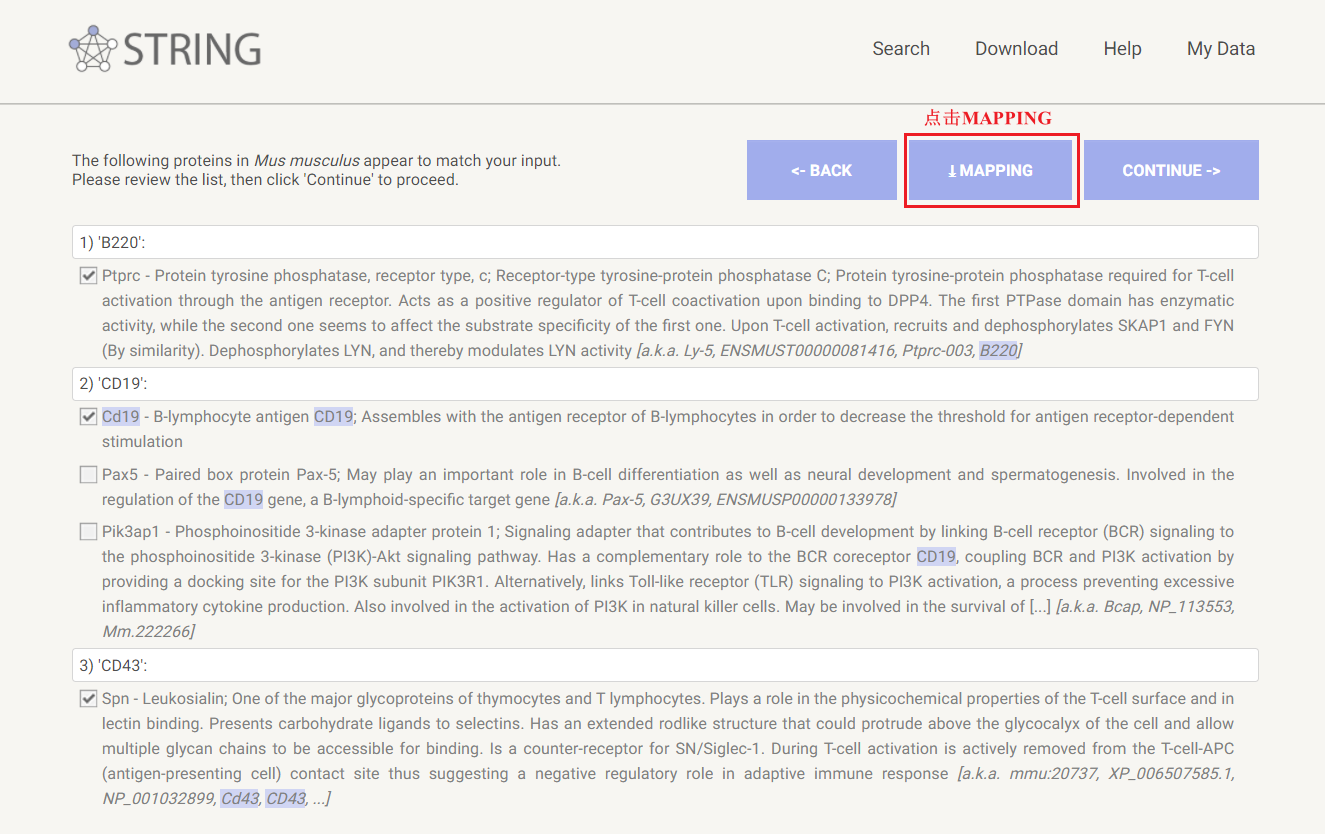 STRING
Search Download Help My Data
点击MAPPING
The following proteins in Mus musculus appear to match your input.
Please review the list, then click 'Continue' to proceed.
<- BACK
⤓ MAPPING
CONTINUE ->
1) 'B220':
Ptprc - Protein tyrosine phosphatase, receptor type, c; Receptor-type tyrosine-protein phosphatase C; Protein tyrosine-protein phosphatase required for T-cell
activation through the antigen receptor. Acts as a positive regulator of T-cell coactivation upon binding to DPP4. The first PTPase domain has enzymatic
activity, while the second one seems to affect the substrate specificity of the first one. Upon T-cell activation, recruits and dephosphorylates SKAP1 and FYN
(By similarity). Dephosphorylates LYN, and thereby modulates LYN activity [a.k.a. Ly-5, ENSMUST00000081416, Ptprc-003, B220]
2) 'CD19':
Cd19 - B-lymphocyte antigen CD19; Assembles with the antigen receptor of B-lymphocytes in order to decrease the threshold for antigen receptor-dependent
stimulation
Pax5 - Paired box protein Pax-5; May play an important role in B-cell differentiation as well as neural development and spermatogenesis. Involved in the
regulation of the CD19 gene, a B-lymphoid-specific target gene [a.k.a. Pax-5, G3UX39, ENSMUSP00000133978]
Pik3ap1 - Phosphoinositide 3-kinase adapter protein 1; Signaling adapter that contributes to B-cell development by linking B-cell receptor (BCR) signaling to
the phosphoinositide 3-kinase (PI3K)-Akt signaling pathway. Has a complementary role to the BCR coreceptor CD19, coupling BCR and PI3K activation by
providing a docking site for the PI3K subunit PIK3R1. Alternatively, links Toll-like receptor (TLR) signaling to PI3K activation, a process preventing excessive
inflammatory cytokine production. Also involved in the activation of PI3K in natural killer cells. May be involved in the survival of [...] [a.k.a. Bcap, NP_113553,
Mm.222266]
3) 'CD43':
Spn - Leukosialin; One of the major glycoproteins of thymocytes and T lymphocytes. Plays a role in the physicochemical properties of the T-cell surface and in
lectin binding. Presents carbohydrate ligands to selectins. Has an extended rodlike structure that could protrude above the glycocalyx of the cell and allow
multiple glycan chains to be accessible for binding. Is a counter-receptor for SN/Siglec-1. During T-cell activation is actively removed from the T-cell-APC
(antigen-presenting cell) contact site thus suggesting a negative regulatory role in adaptive immune response [a.k.a. mmu:20737, XP_006507585.1,
NP_001032899, Cd43, CD43, ...]